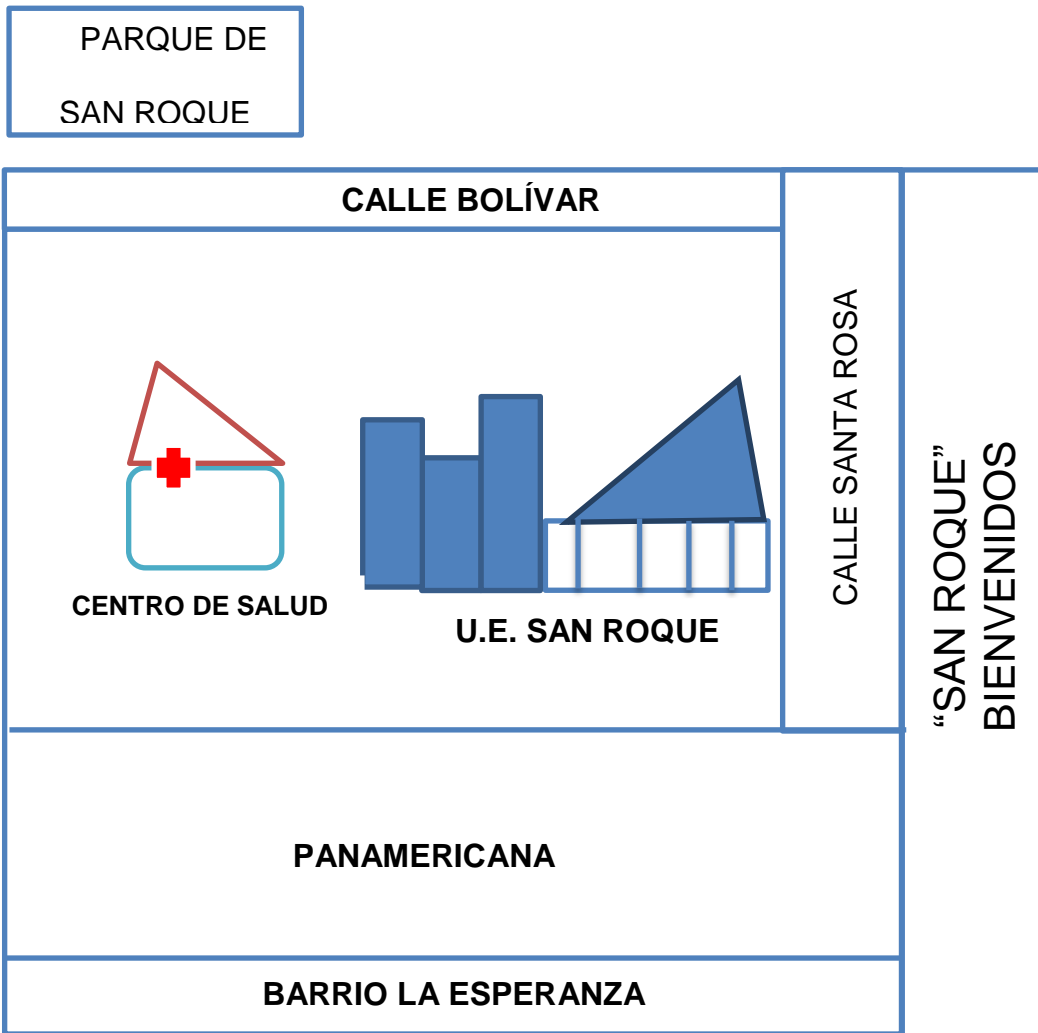 PARQUE DE
SAN ROQUE
CALLE BOLÍVAR
CALLE SANTA ROSA
“SAN ROQUE”
BIENVENIDOS
CENTRO DE SALUD
U.E. SAN ROQUE
PANAMERICANA
BARRIO LA ESPERANZA